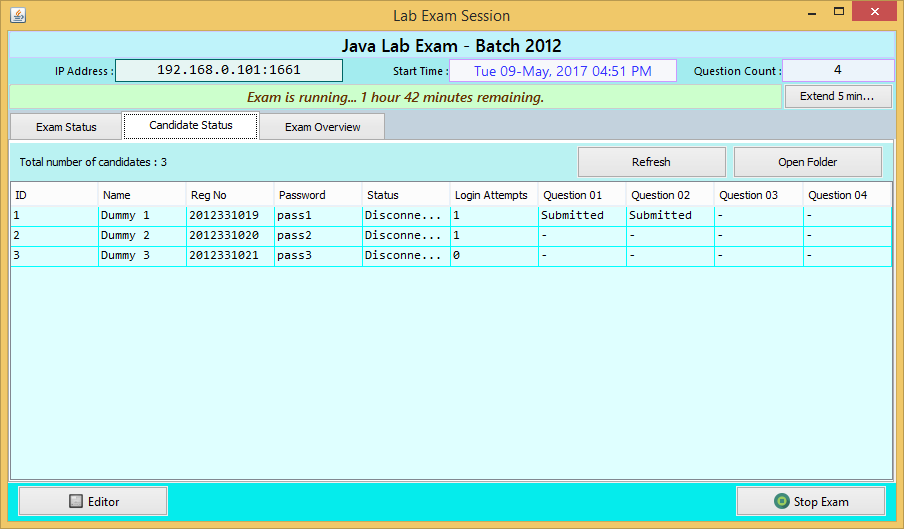 Lab Exam Session
Java Lab Exam - Batch 2012
IP Address : 192.168.0.101:1661 Start Time : Tue 09-May, 2017 04:51 PM Question Count : 4
Exam is running... 1 hour 42 minutes remaining. Extend 5 min...
Exam Status Candidate Status Exam Overview
Total number of candidates : 3 Refresh Open Folder
ID Name Reg No Password Status Login Attempts Question 01 Question 02 Question 03 Question 04
1 Dummy 1 2012331019 pass1 Disconne... 1 Submitted Submitted - -
2 Dummy 2 2012331020 pass2 Disconne... 1 - - - -
3 Dummy 3 2012331021 pass3 Disconne... 0 - - - -
Editor Stop Exam